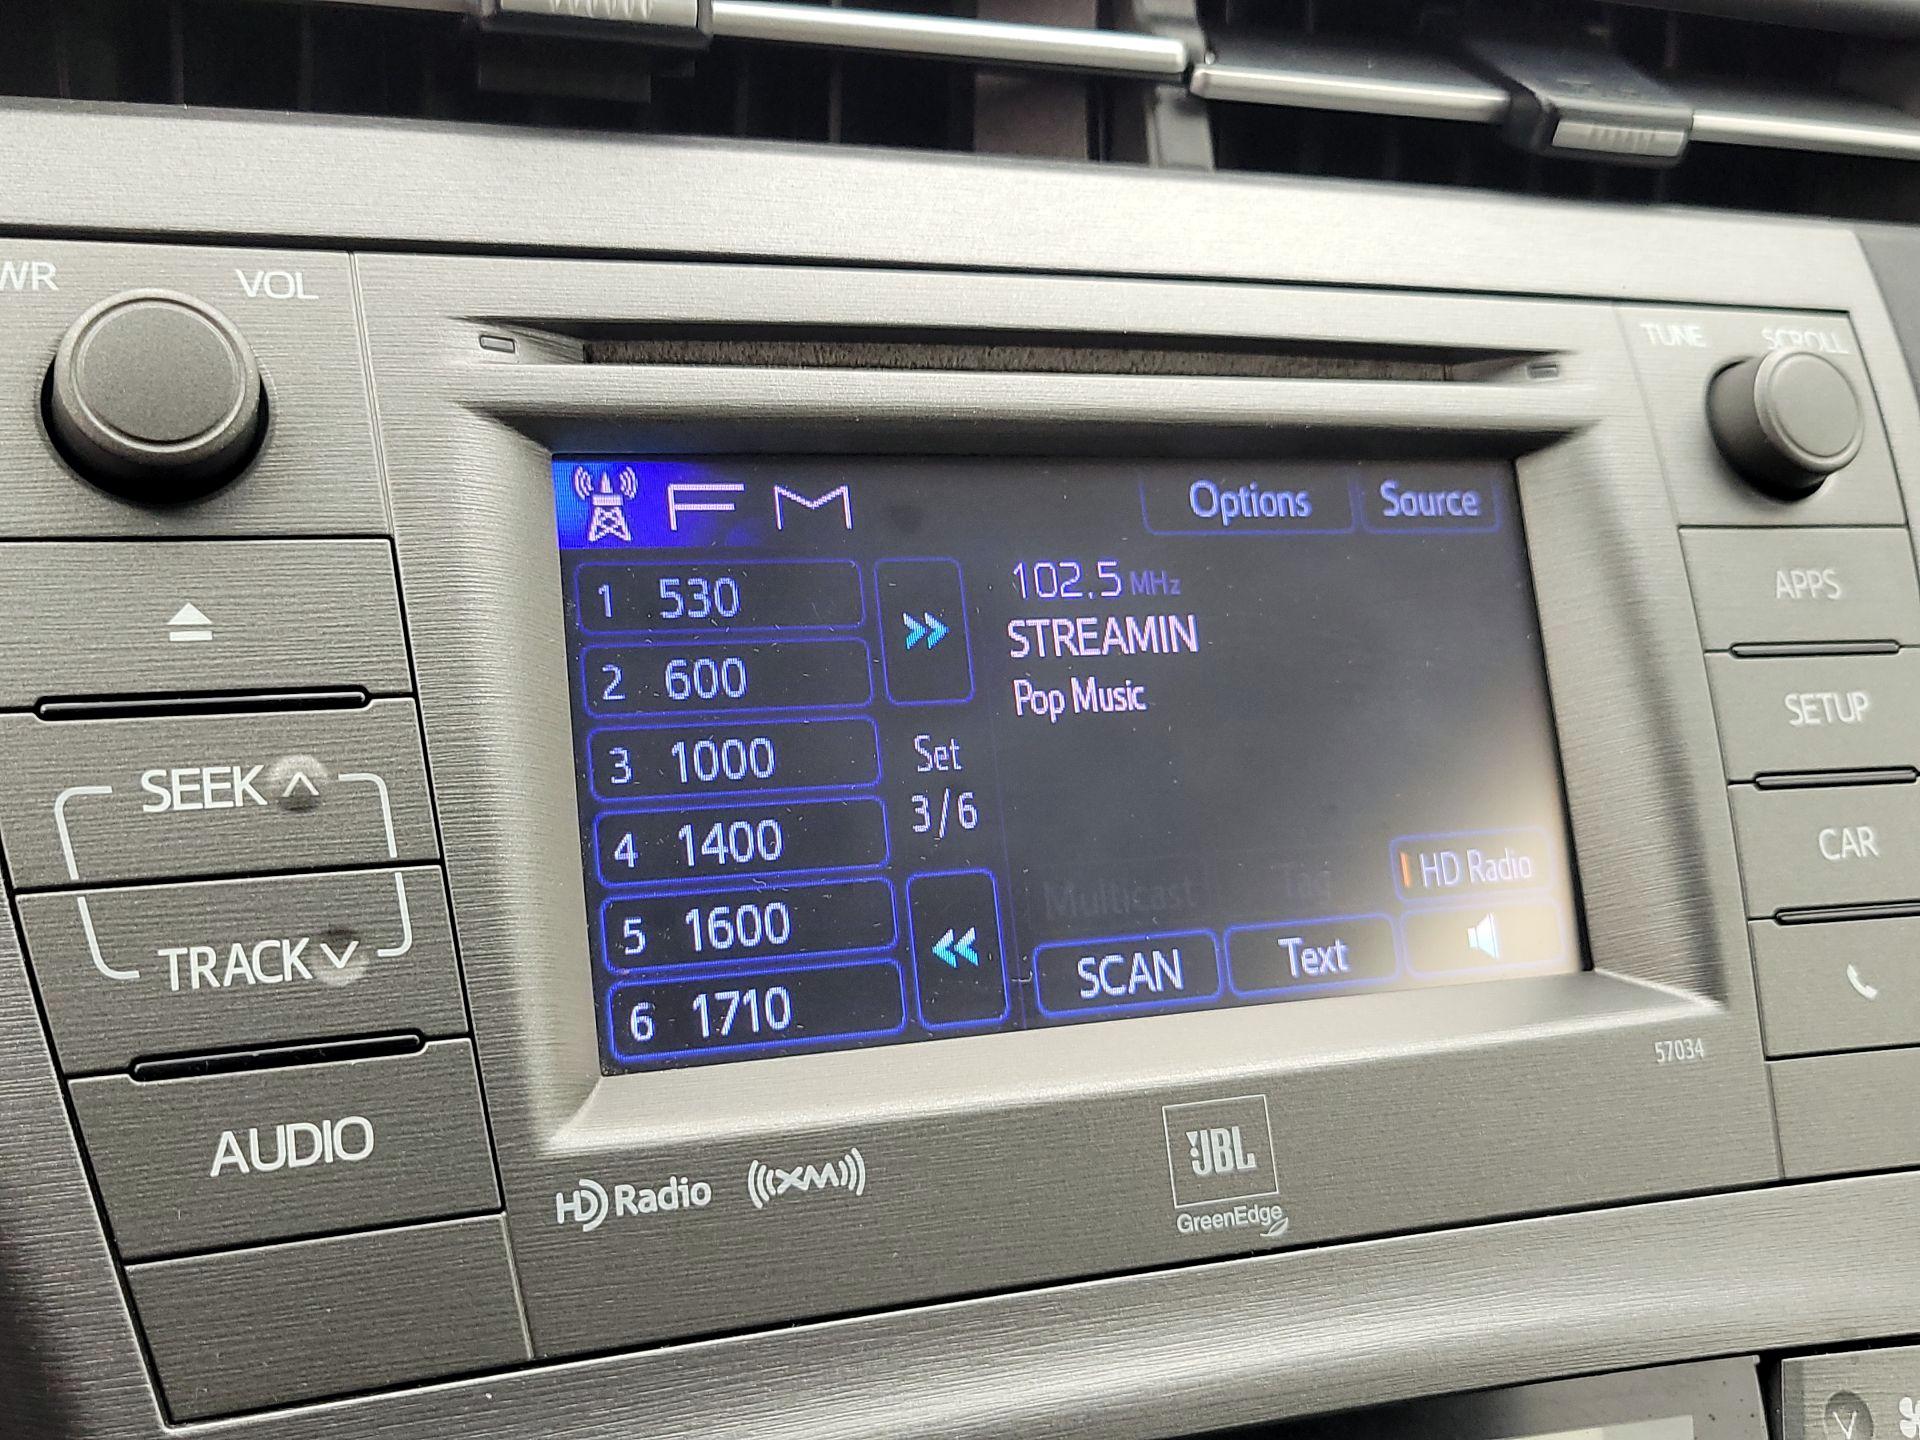 WR VOL
TUNE SCROLL
FM
Options
Source
1 530
2 600
3 1000
4 1400
5 1600
6 1710
Set
3/6
102.5 MHz
STREAMIN
Pop Music
Multicast
Tag
HD Radio
SCAN
Text
SEEK
TRACK
AUDIO
APPS
SETUP
CAR
57034
HD Radio
XM
JBL
GreenEdge